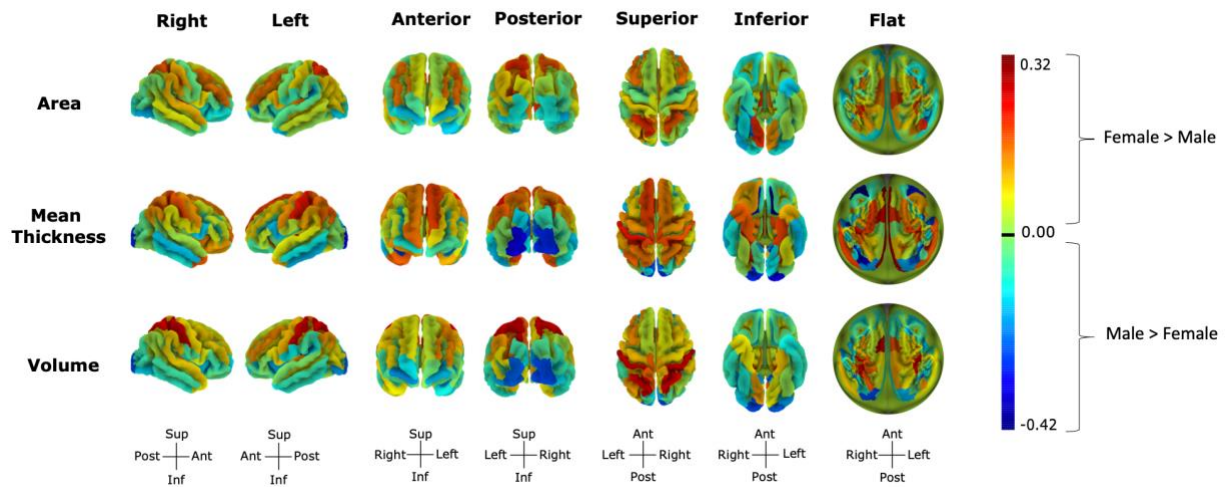 Right Left Anterior Posterior Superior Inferior Flat
Area
Mean
Thickness
Volume
0.32
Female > Male
0.00
Male > Female
-0.42
Sup Sup Sup Sup Ant Ant Ant
Post Ant Ant Post Right Left Left Right Left Right Right Left Right Left
Inf Inf Inf Inf Post Post Post